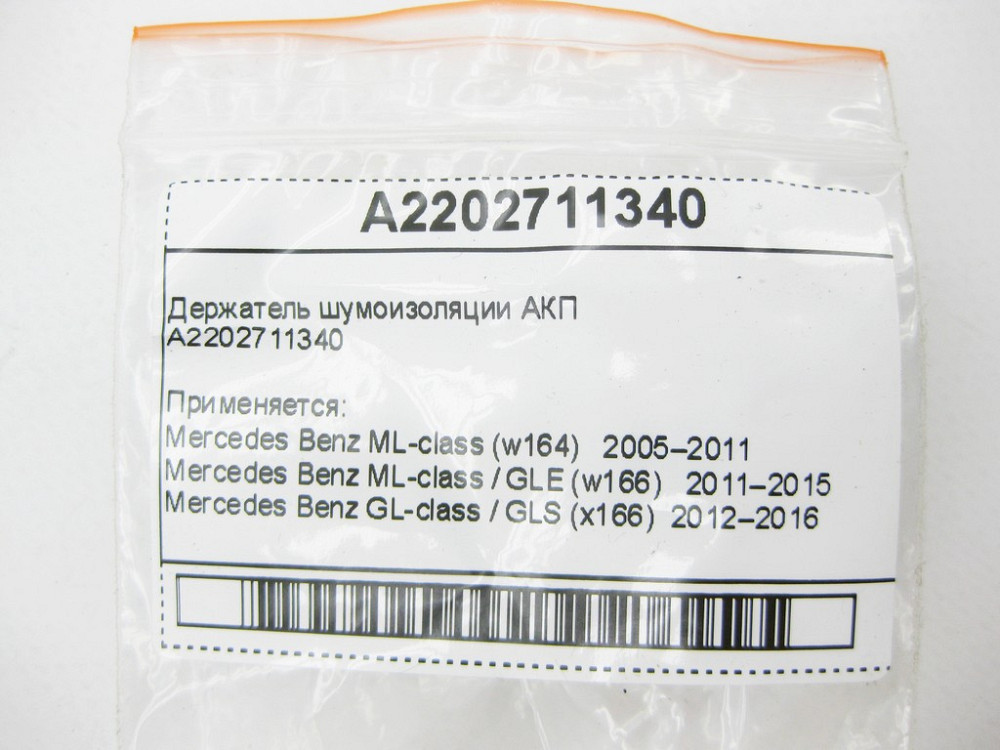 A2202711340
Держатель шумоизоляции АКП
A2202711340
Применяется:
Mercedes Benz ML-class (w164) 2005–2011
Mercedes Benz ML-class / GLE (w166) 2011–2015
Mercedes Benz GL-class / GLS (x166) 2012–2016